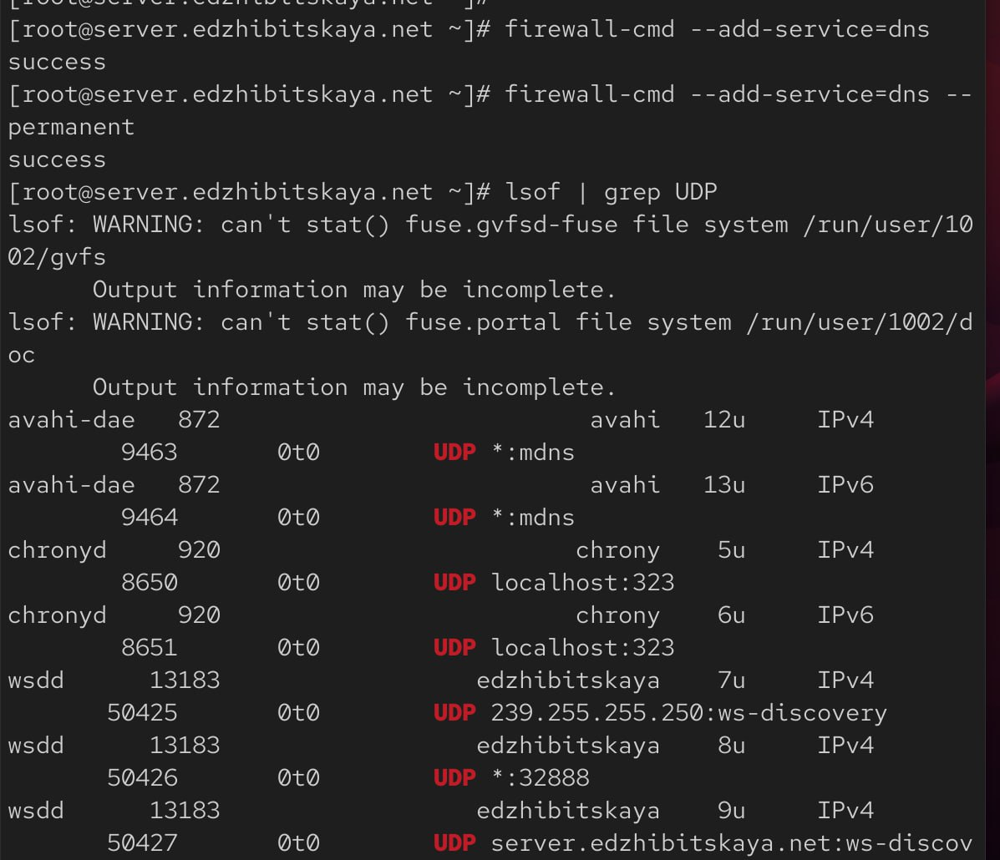 [root@server.edzhibitskaya.net ~]#
[root@server.edzhibitskaya.net ~]# firewall-cmd --add-service=dns
success
[root@server.edzhibitskaya.net ~]# firewall-cmd --add-service=dns --
permanent
success
[root@server.edzhibitskaya.net ~]# lsof | grep UDP
lsof: WARNING: can't stat() fuse.gvfsd-fuse file system /run/user/10
02/gvfs
      Output information may be incomplete.
lsof: WARNING: can't stat() fuse.portal file system /run/user/1002/d
oc
      Output information may be incomplete.
avahi-dae   872                          avahi   12u     IPv4
        9463       0t0        UDP *:mdns
avahi-dae   872                          avahi   13u     IPv6
        9464       0t0        UDP *:mdns
chronyd     920                         chrony    5u     IPv4
        8650       0t0        UDP localhost:323
chronyd     920                         chrony    6u     IPv6
        8651       0t0        UDP localhost:323
wsdd      13183                  edzhibitskaya    7u     IPv4
       50425       0t0        UDP 239.255.255.250:ws-discovery
wsdd      13183                  edzhibitskaya    8u     IPv4
       50426       0t0        UDP *:32888
wsdd      13183                  edzhibitskaya    9u     IPv4
       50427       0t0        UDP server.edzhibitskaya.net:ws-discov